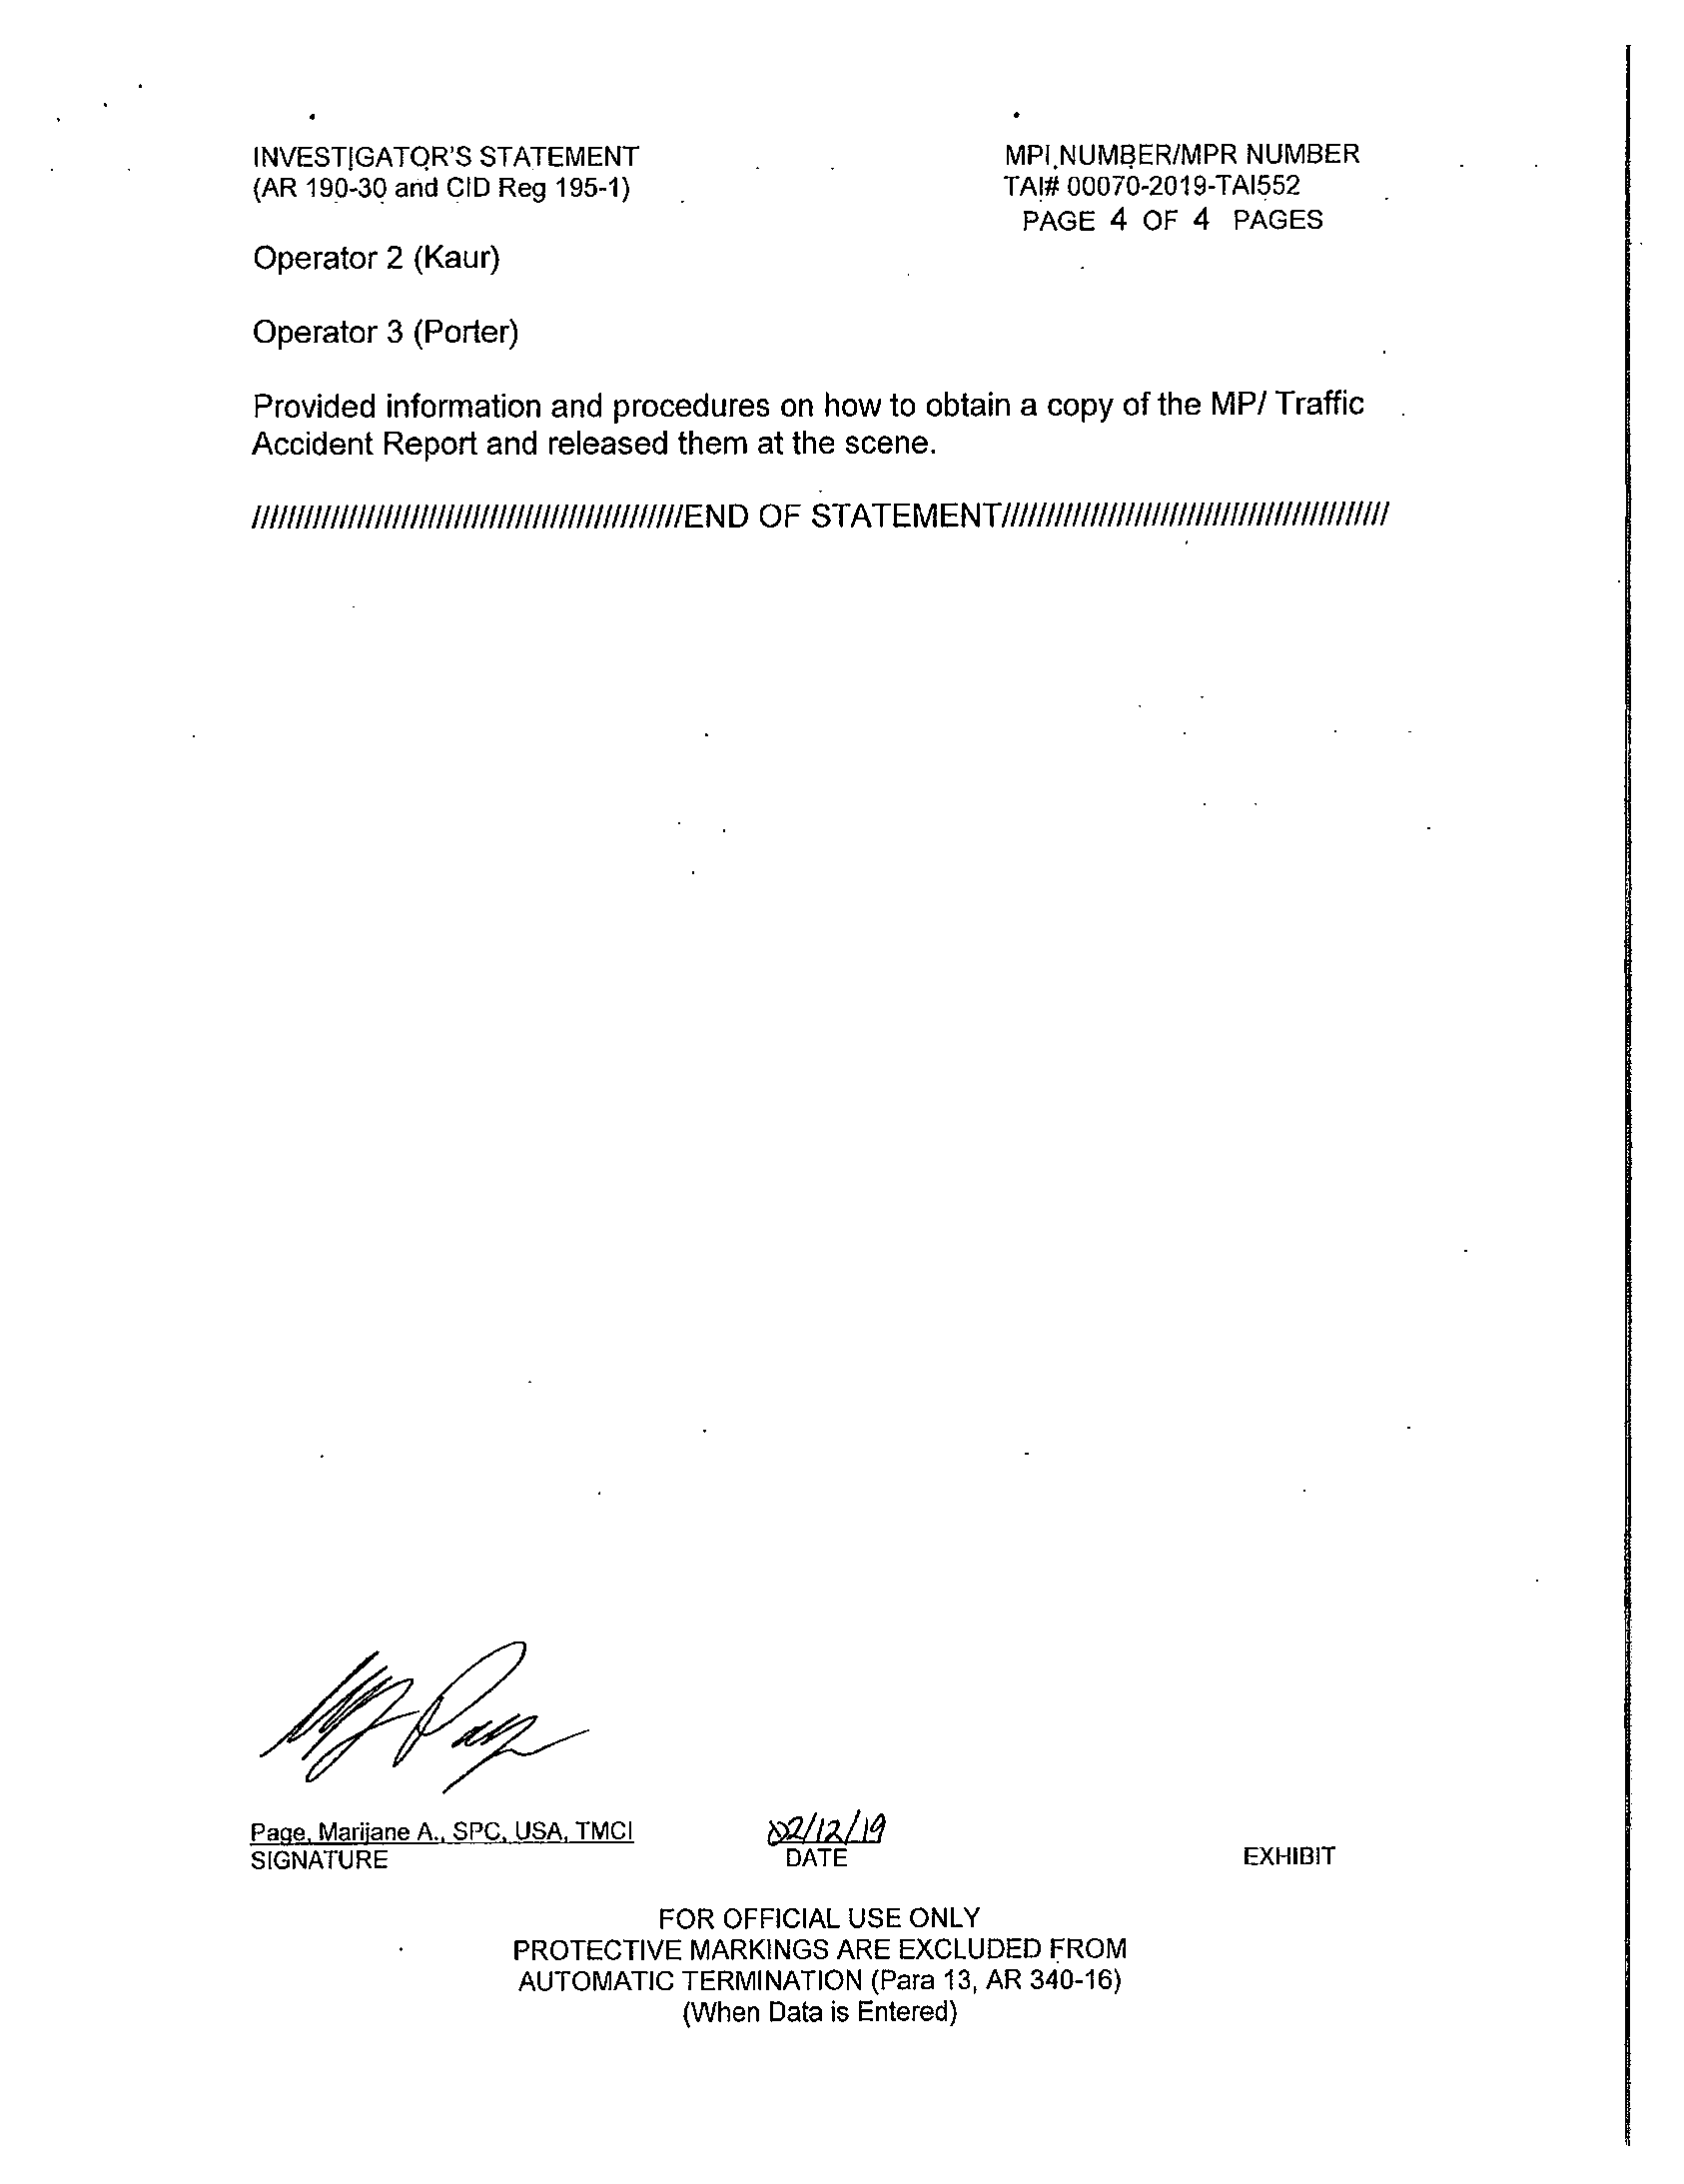 INVESTIGATOR'S STATEMENT
(AR 190-30 and CID Reg 195-1)
MPI NUMBER/MPR NUMBER
TAI# 00070-2019-TAI552
PAGE 4 OF 4 PAGES
Operator 2 (Kaur)
Operator 3 (Porter)
Provided information and procedures on how to obtain a copy of the MP/ Traffic
Accident Report and released them at the scene.
/////////////////////////////////////////////////END OF STATEMENT////////////////////////////////////////////
MJ Page
Page, Marijane A., SPC, USA, TMCI
SIGNATURE
02/12/19
DATE
EXHIBIT
FOR OFFICIAL USE ONLY
PROTECTIVE MARKINGS ARE EXCLUDED FROM
AUTOMATIC TERMINATION (Para 13, AR 340-16)
(When Data is Entered)